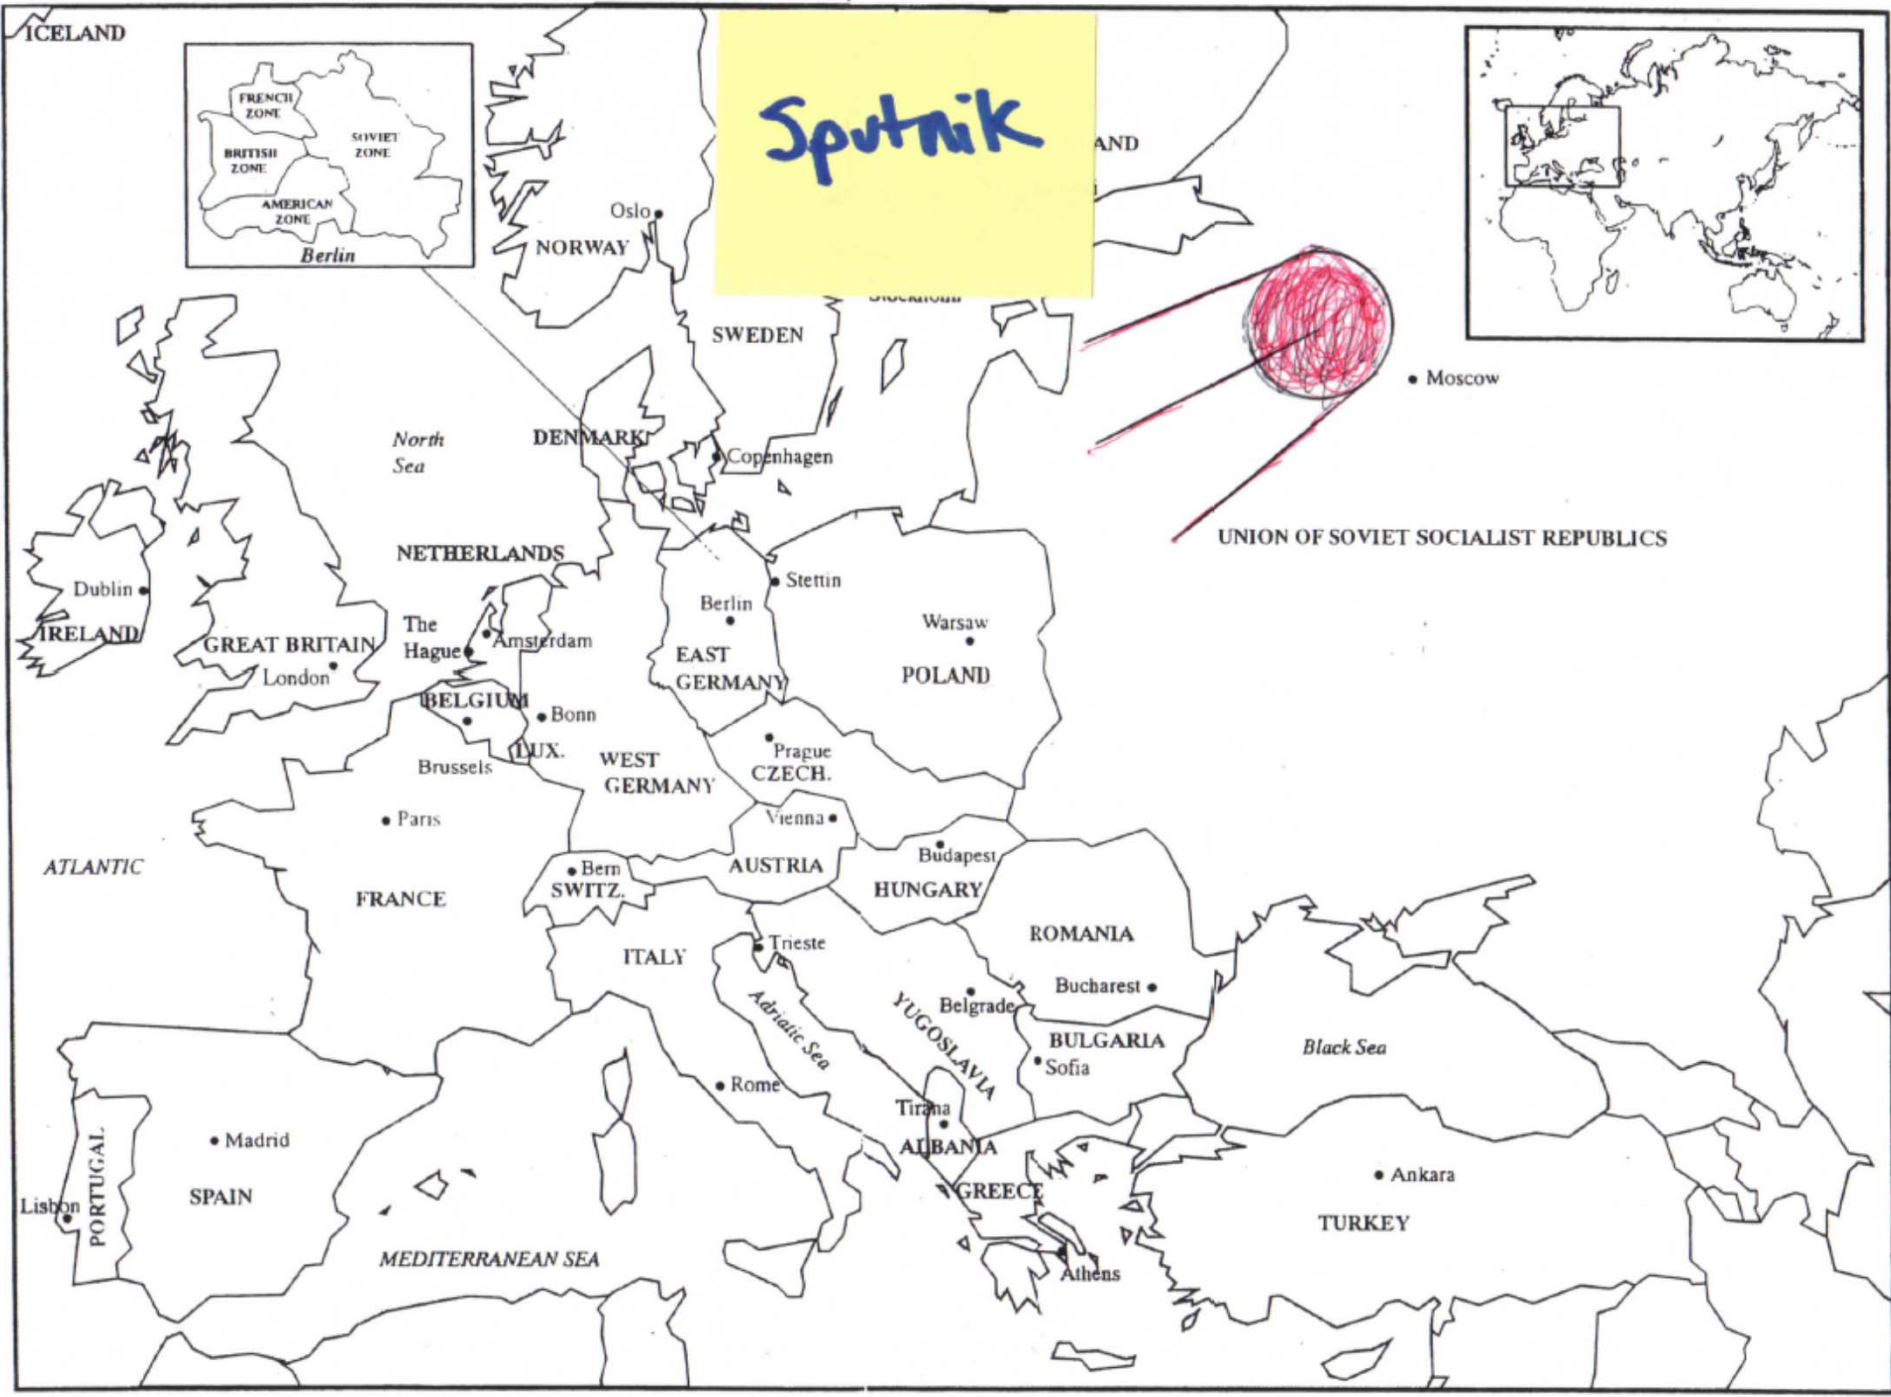 ICELAND
FRENCH
ZONE
SOVIET
ZONE
BRITISH
ZONE
AMERICAN
ZONE
Berlin
Sputnik
AND
Oslo
NORWAY
Stockholm
SWEDEN
Moscow
North
Sea
DENMARK
Copenhagen
UNION OF SOVIET SOCIALIST REPUBLICS
NETHERLANDS
Dublin
IRELAND
GREAT BRITAIN
London
The
Hague
Amsterdam
Stettin
Berlin
EAST
GERMANY
Warsaw
POLAND
BELGIUM
Bonn
LUX.
Brussels
WEST
GERMANY
Prague
CZECH.
Paris
Vienna
ATLANTIC
FRANCE
Bern
SWITZ.
AUSTRIA
Budapest
HUNGARY
ITALY
Trieste
ROMANIA
Bucharest
Adriatic Sea
YUGOSLAVIA
Belgrade
BULGARIA
Sofia
Black Sea
Rome
Tirana
ALBANIA
Madrid
SPAIN
PORTUGAL
Lisbon
GREECE
Athens
Ankara
TURKEY
MEDITERRANEAN SEA